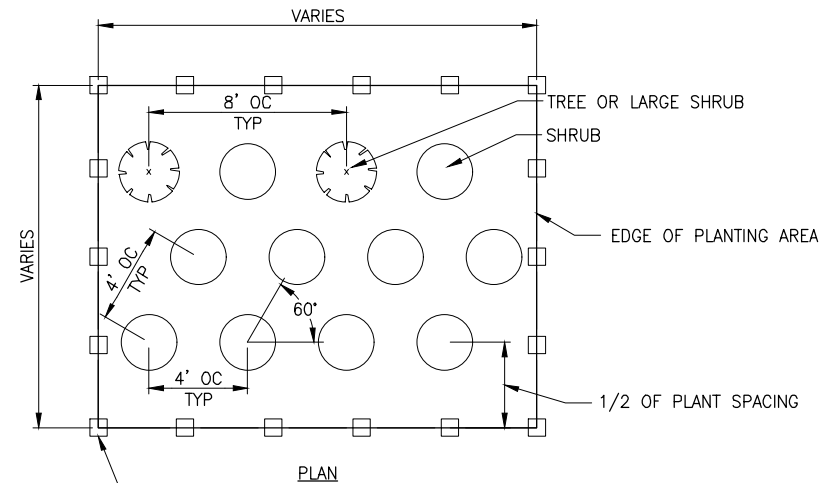 VARIES
8' OC
TYP
TREE OR LARGE SHRUB
SHRUB
EDGE OF PLANTING AREA
VARIES
4' OC
TYP
60°
4' OC
TYP
1/2 OF PLANT SPACING
PLAN